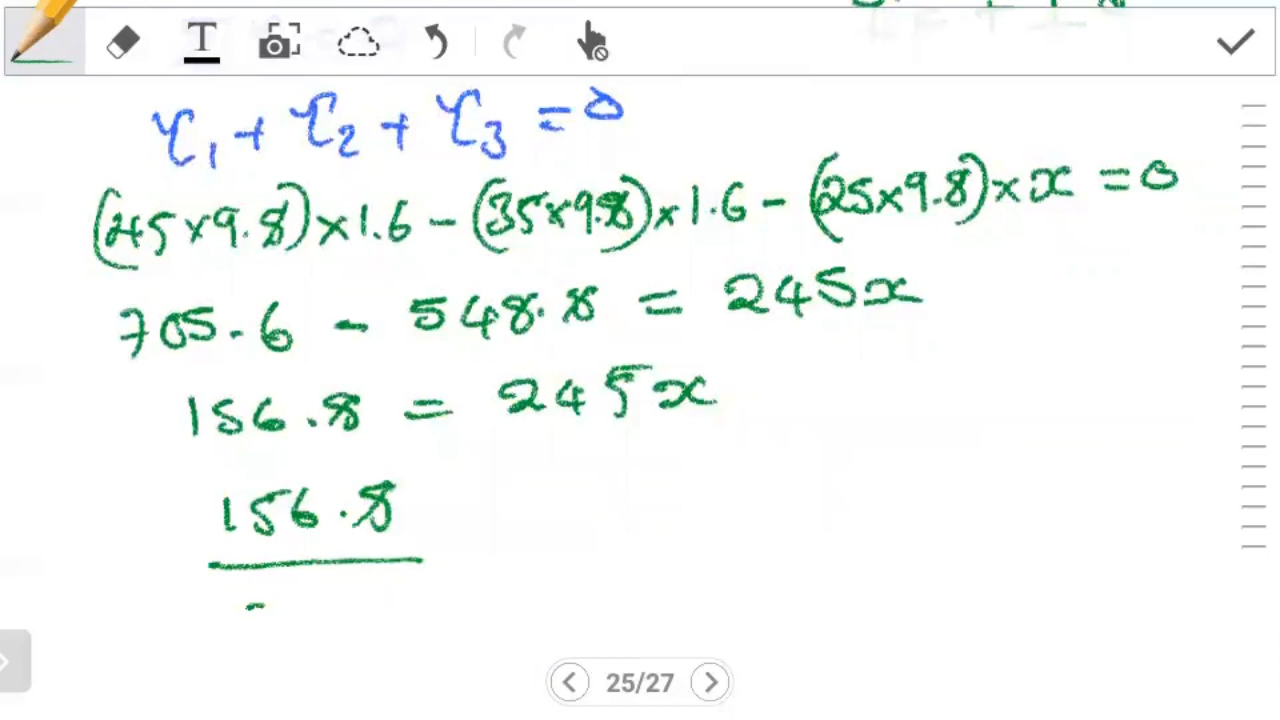 T
τ1 + τ2 + τ3 = 0
(45×9.8)×1.6 - (35×9.8)×1.6 - (25×9.8)×x = 0
705.6 - 548.8 = 245x
156.8 = 245x
156.8
25/27